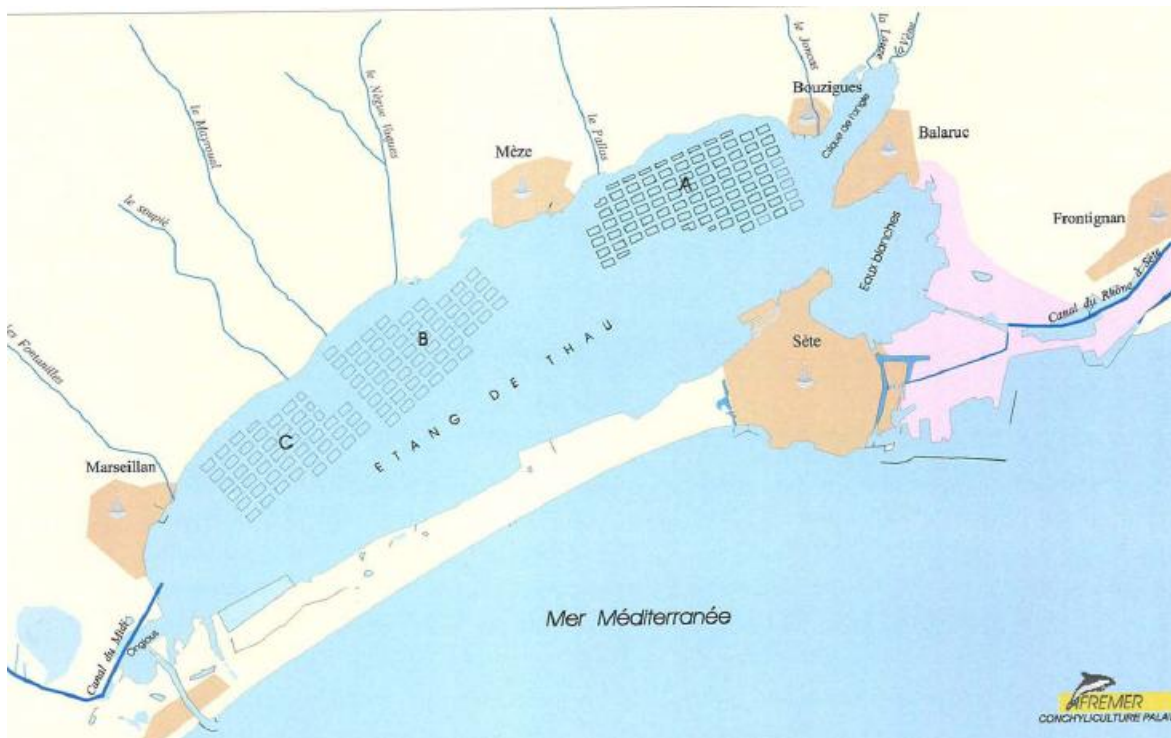 le Joncas
la Lauze
la Vène
Bouzigues
Crique de l'angle
Balaruc
le Mayroual
le Nègue Vaques
le Pallas
Mèze
A
le soupié
Frontignan
Eaux blanches
Canal du Rhône à Sète
B
Sète
ETANG DE THAU
les Fontanilles
C
Marseillan
Mer Méditerranée
Canal du Midi
Onglous
IFREMER